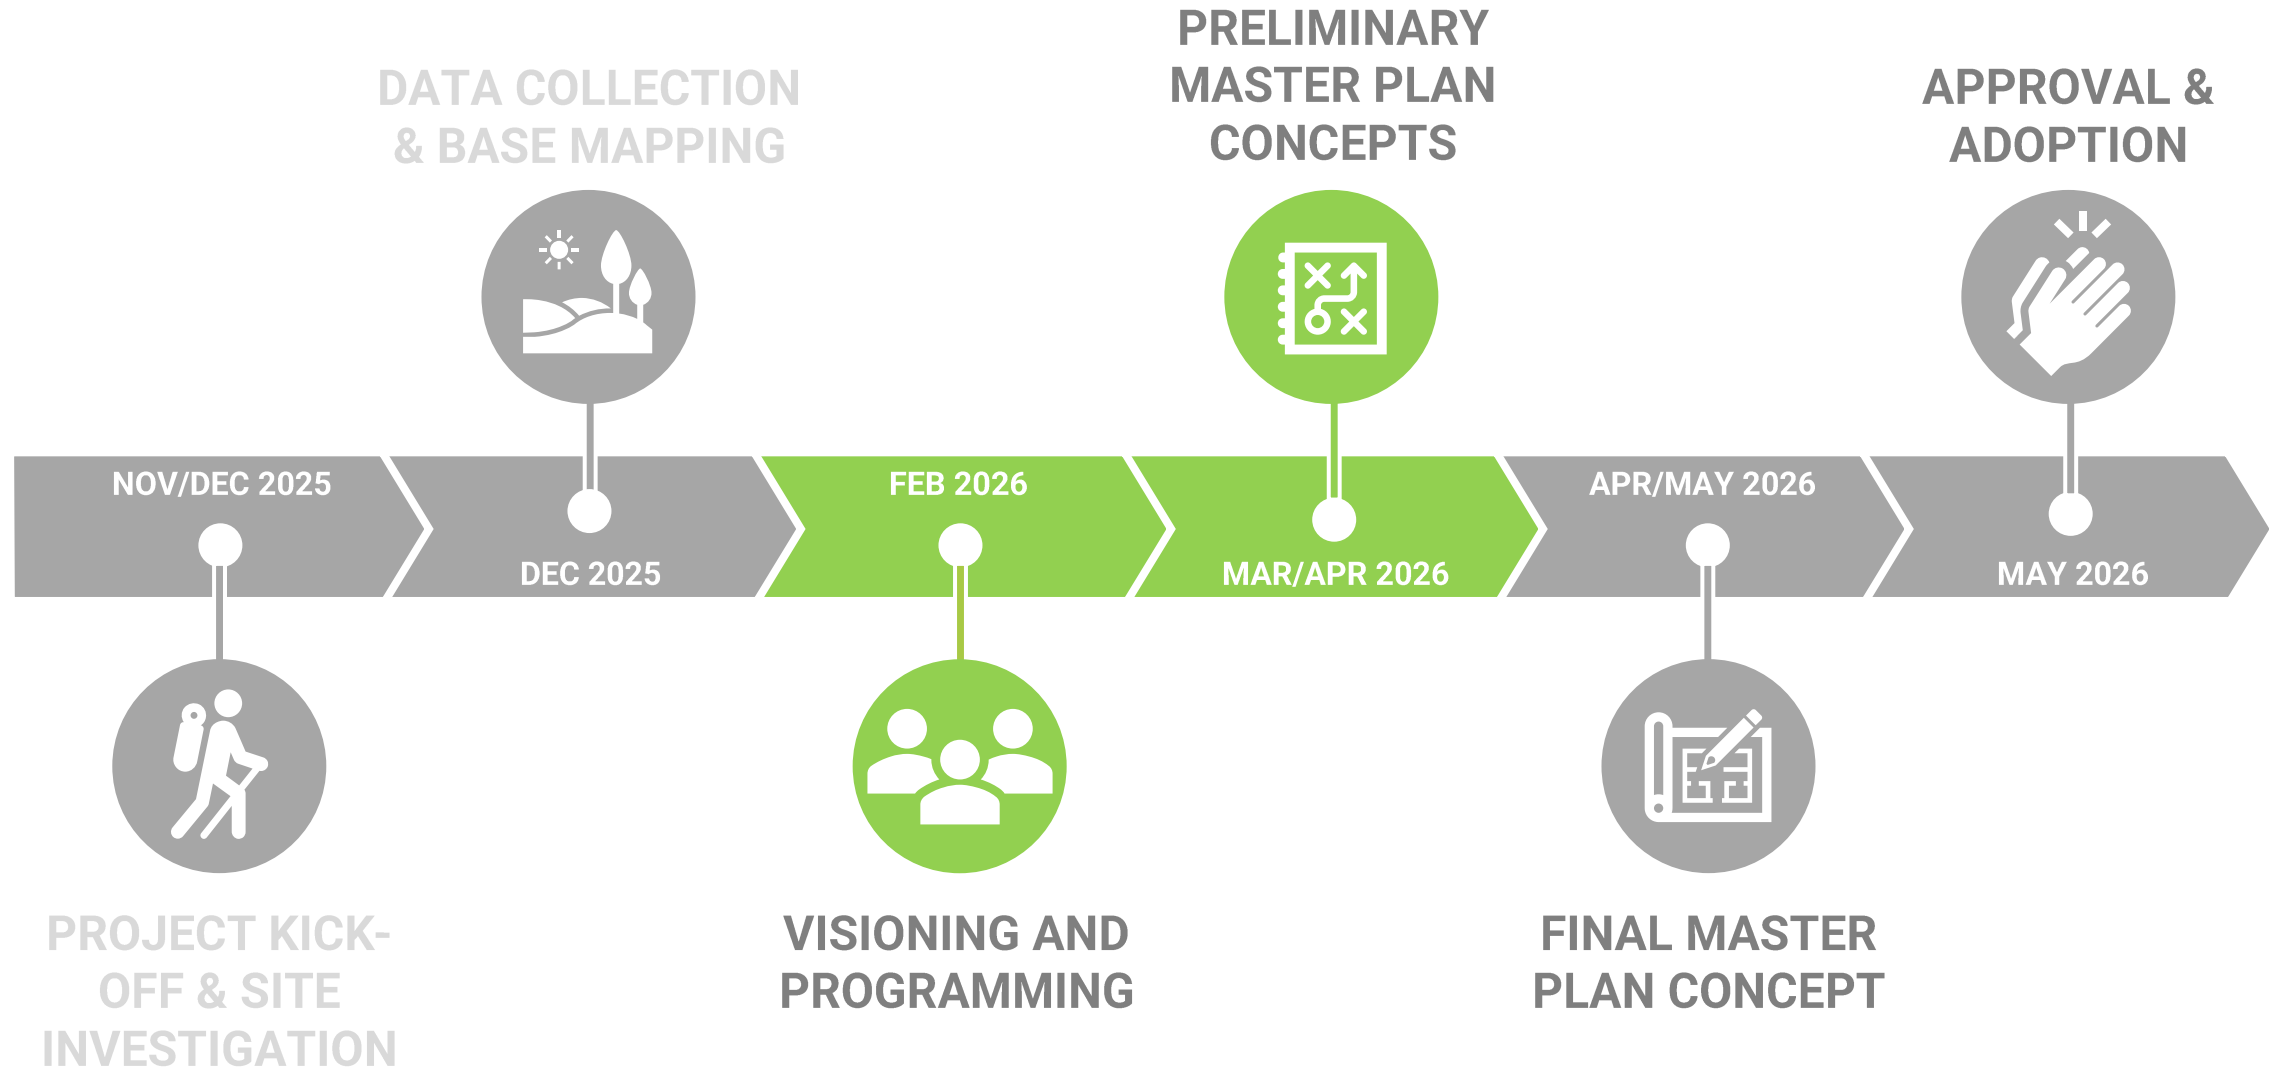 PROJECT KICK-
OFF & SITE
INVESTIGATION
NOV/DEC 2025
DATA COLLECTION
& BASE MAPPING
DEC 2025
FEB 2026
VISIONING AND
PROGRAMMING
PRELIMINARY
MASTER PLAN
CONCEPTS
MAR/APR 2026
APR/MAY 2026
FINAL MASTER
PLAN CONCEPT
APPROVAL &
ADOPTION
MAY 2026